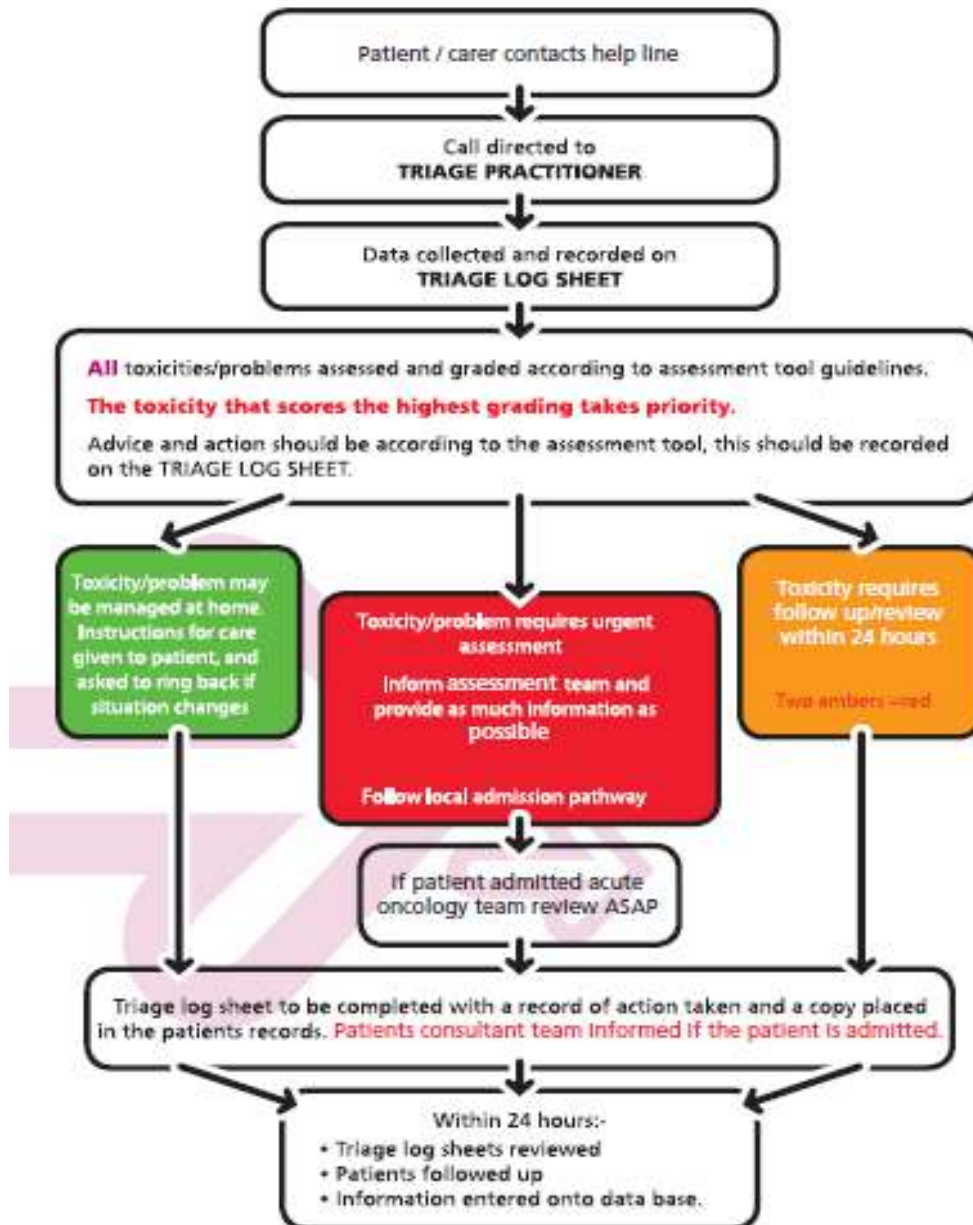 Patient / carer contacts help line
Call directed to
TRIAGE PRACTITIONER
Data collected and recorded on
TRIAGE LOG SHEET
All toxicities/problems assessed and graded according to assessment tool guidelines.
The toxicity that scores the highest grading takes priority.
Advice and action should be according to the assessment tool, this should be recorded
on the TRIAGE LOG SHEET.
Toxicity/problem may
be managed at home.
Instructions for care
given to patient, and
asked to ring back if
situation changes
Toxicity/problem requires urgent
assessment
Inform assessment team and
provide as much information as
possible
Follow local admission pathway
Toxicity requires
follow up/review
within 24 hours
Two ambers =red
If patient admitted acute
oncology team review ASAP
Triage log sheet to be completed with a record of action taken and a copy placed
in the patients records. Patients consultant team informed if the patient is admitted.
Within 24 hours:-
• Triage log sheets reviewed
• Patients followed up
• Information entered onto data base.